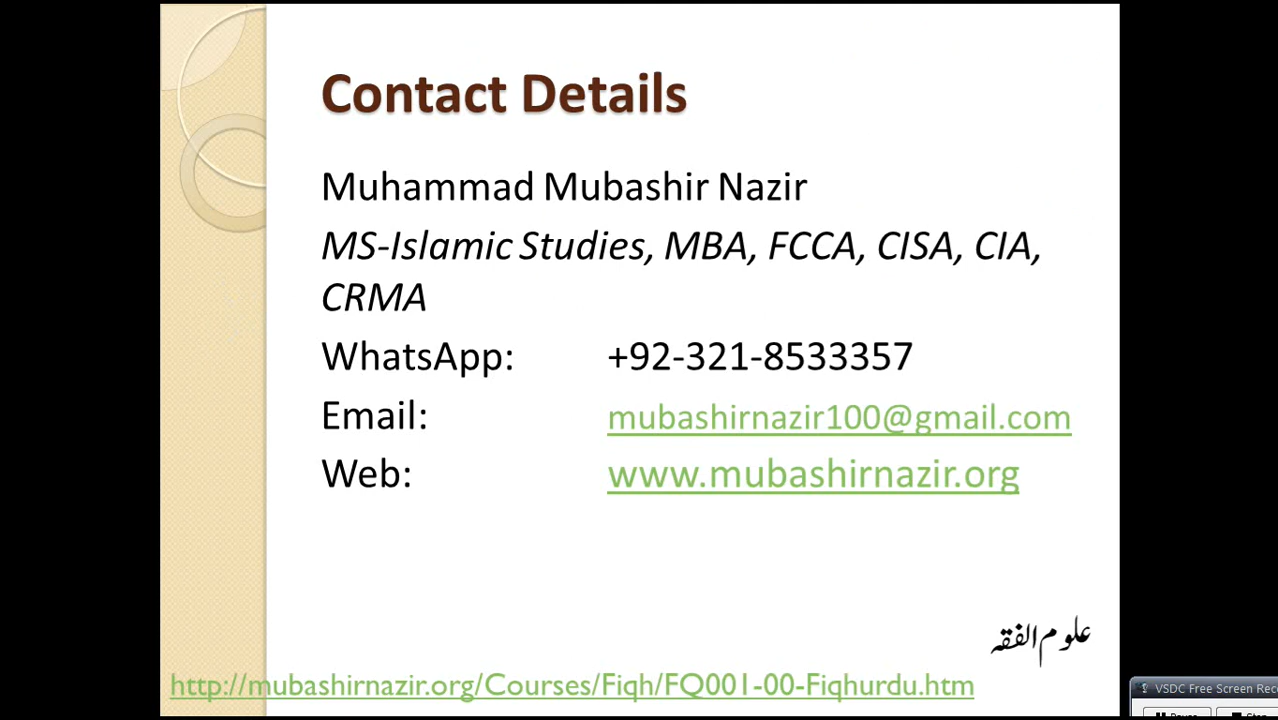 Contact Details
Muhammad Mubashir Nazir
MS-Islamic Studies, MBA, FCCA, CISA, CIA,
CRMA
WhatsApp: +92-321-8533357
Email: mubashirnazir100@gmail.com
Web: www.mubashirnazir.org
علوم الفقہ
http://mubashirnazir.org/Courses/Fiqh/FQ001-00-Fiqhurdu.htm
VSDC Free Screen Rec